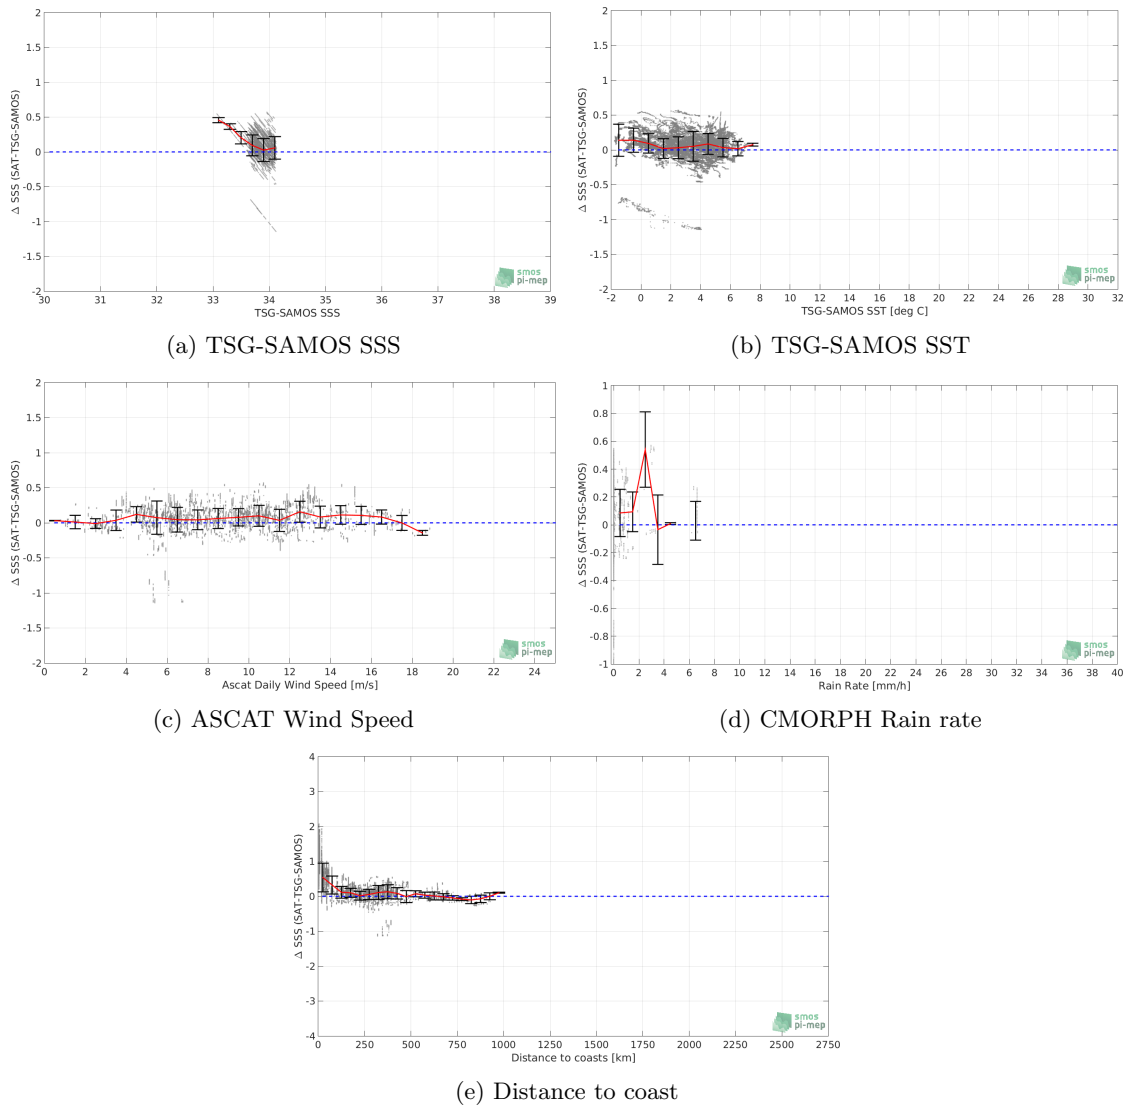 2
1.5
1
0.5
0
-0.5
-1
-1.5
-2
Δ SSS (SAT-TSG-SAMOS)
30 31 32 33 34 35 36 37 38 39
TSG-SAMOS SSS
smos
pi-mep
(a) TSG-SAMOS SSS
2
1.5
1
0.5
0
-0.5
-1
-1.5
-2
Δ SSS (SAT-TSG-SAMOS)
-2 0 2 4 6 8 10 12 14 16 18 20 22 24 26 28 30 32
TSG-SAMOS SST [deg C]
smos
pi-mep
(b) TSG-SAMOS SST
2
1.5
1
0.5
0
-0.5
-1
1.5
-2
Δ SSS (SAT-TSG-SAMOS)
0 2 4 6 8 10 12 14 16 18 20 22 24
Ascat Daily Wind Speed [m/s]
smos
pi-mep
(c) ASCAT Wind Speed
1
0.8
0.6
0.4
0.2
0
-0.2
-0.4
-0.6
-0.8
-1
Δ SSS (SAT-TSG-SAMOS)
0 2 4 6 8 10 12 14 16 18 20 22 24 26 28 30 32 34 36 38 40
Rain Rate [mm/h]
smos
pi-mep
(d) CMORPH Rain rate
4
3
2
1
0
-1
-2
-3
-4
Δ SSS (SAT-TSG-SAMOS)
0 250 500 750 1000 1250 1500 1750 2000 2250 2500 2750
Distance to coasts [km]
smos
pi-mep
(e) Distance to coast